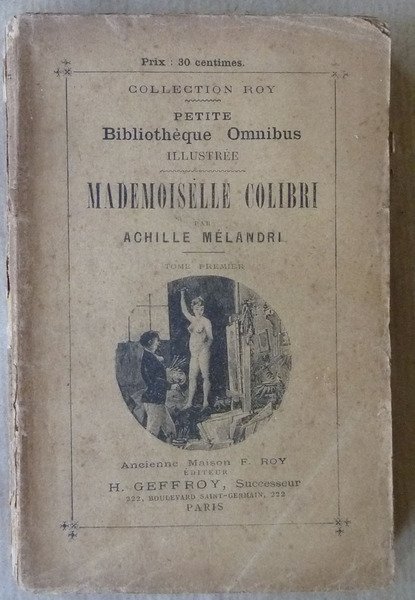 Prix : 30 centimes.
COLLECTION ROY
PETITE
Bibliothèque Omnibus
ILLUSTRÉE
MADEMOISELLE COLIBRI
PAR
ACHILLE MÉLANDRI
TOME PREMIER
Ancienne Maison F. ROY
ÉDITEUR
H. GEFFROY, Successeur
222, BOULEVARD SAINT-GERMAIN, 222
PARIS